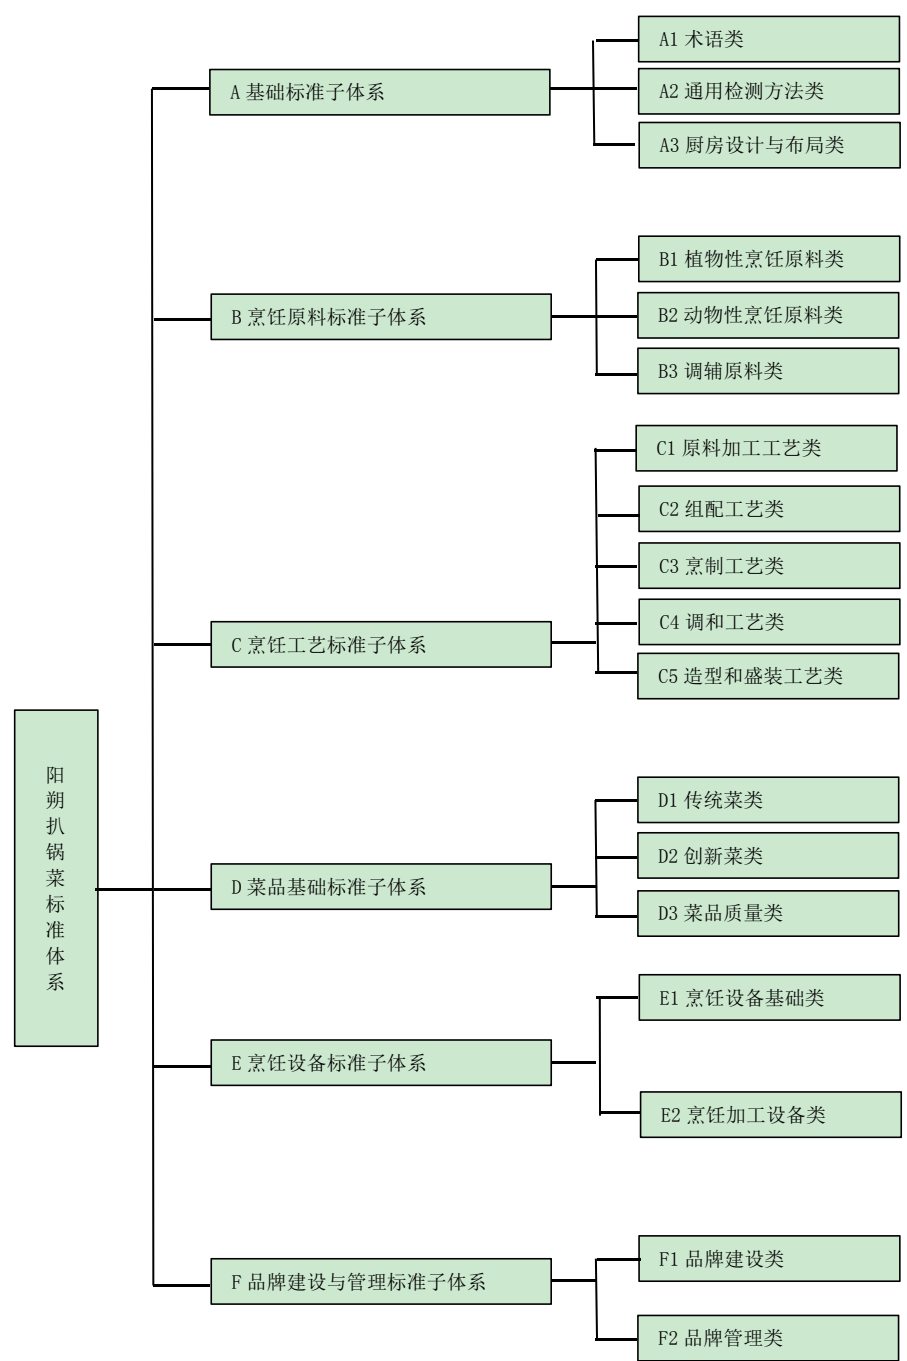 阳朔扒锅菜标准体系
A 基础标准子体系
A1 术语类
A2 通用检测方法类
A3 厨房设计与布局类
B 烹饪原料标准子体系
B1 植物性烹饪原料类
B2 动物性烹饪原料类
B3 调辅原料类
C 烹饪工艺标准子体系
C1 原料加工工艺类
C2 组配工艺类
C3 烹制工艺类
C4 调和工艺类
C5 造型和盛装工艺类
D 菜品基础标准子体系
D1 传统菜类
D2 创新菜类
D3 菜品质量类
E 烹饪设备标准子体系
E1 烹饪设备基础类
E2 烹饪加工设备类
F 品牌建设与管理标准子体系
F1 品牌建设类
F2 品牌管理类